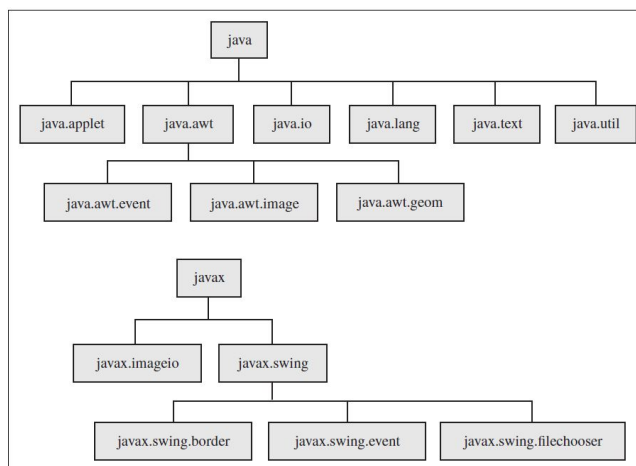 java
java.applet java.awt java.io java.lang java.text java.util
java.awt.event java.awt.image java.awt.geom
javax
javax.imageio javax.swing
javax.swing.border javax.swing.event javax.swing.filechooser